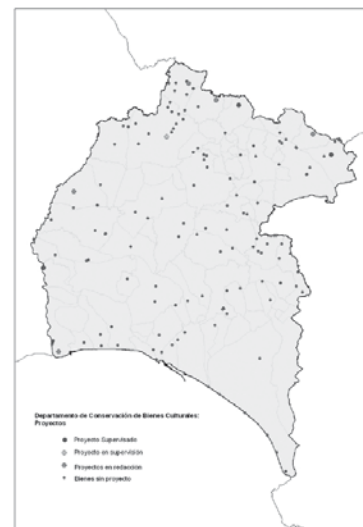 Departamento de Conservación de Bienes Culturales:
Proyectos
Proyecto Supervisado
Proyecto en supervisión
Proyectos en redacción
Bienes sin proyecto